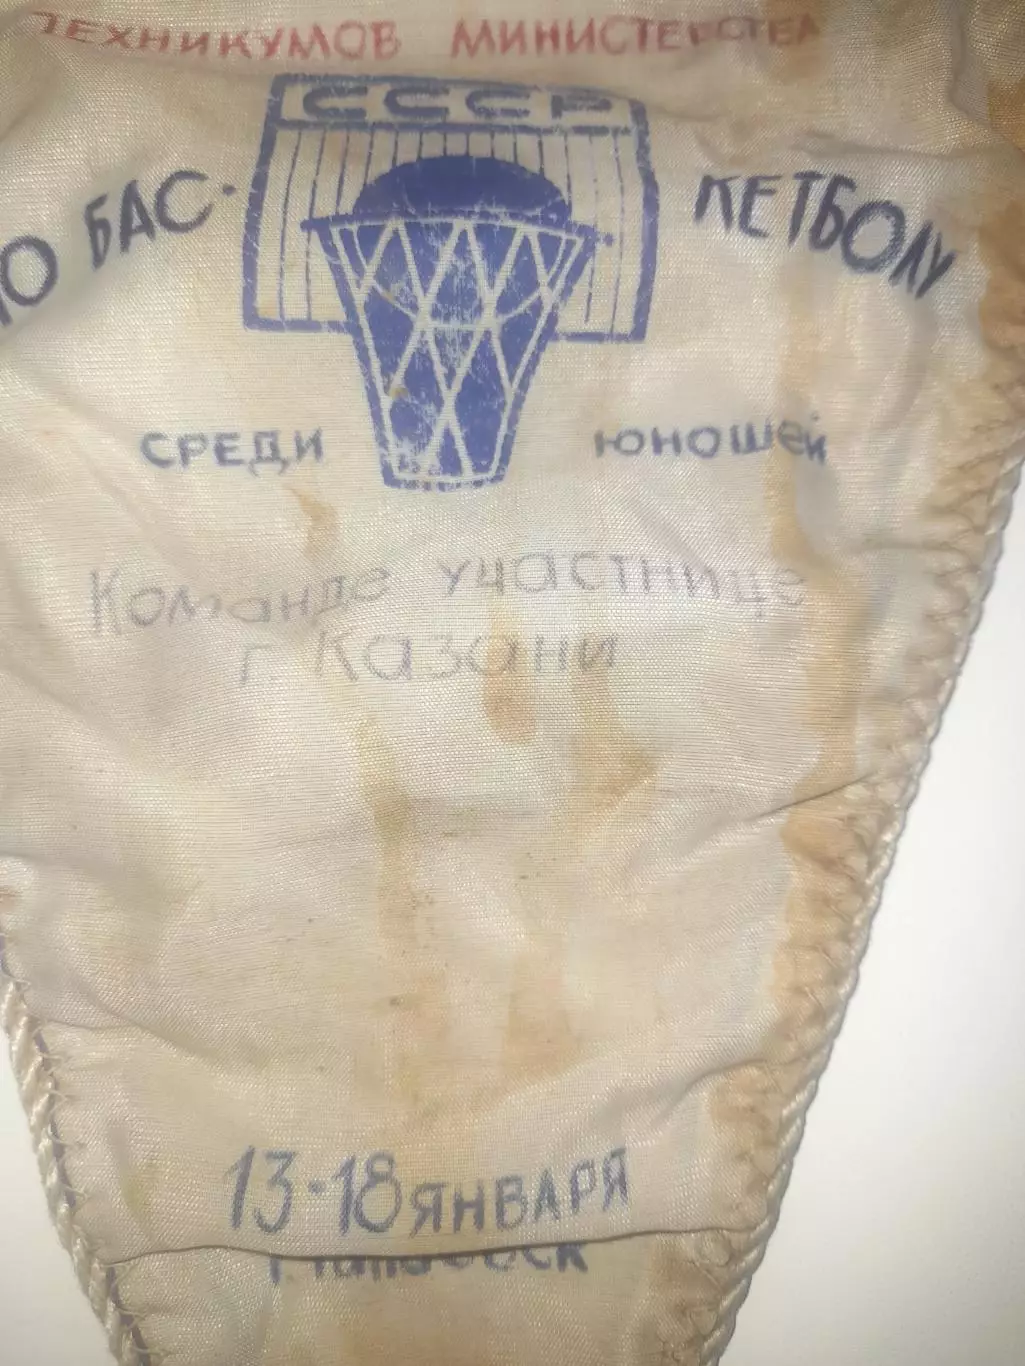 ТЕХНИКУМОВ МИНИСТЕРСТВА
СССР
ПО БАС-КЕТБОЛУ
СРЕДИ ЮНОШЕЙ
Команде участнице
г. Казани
13-18 ЯНВАРЯ